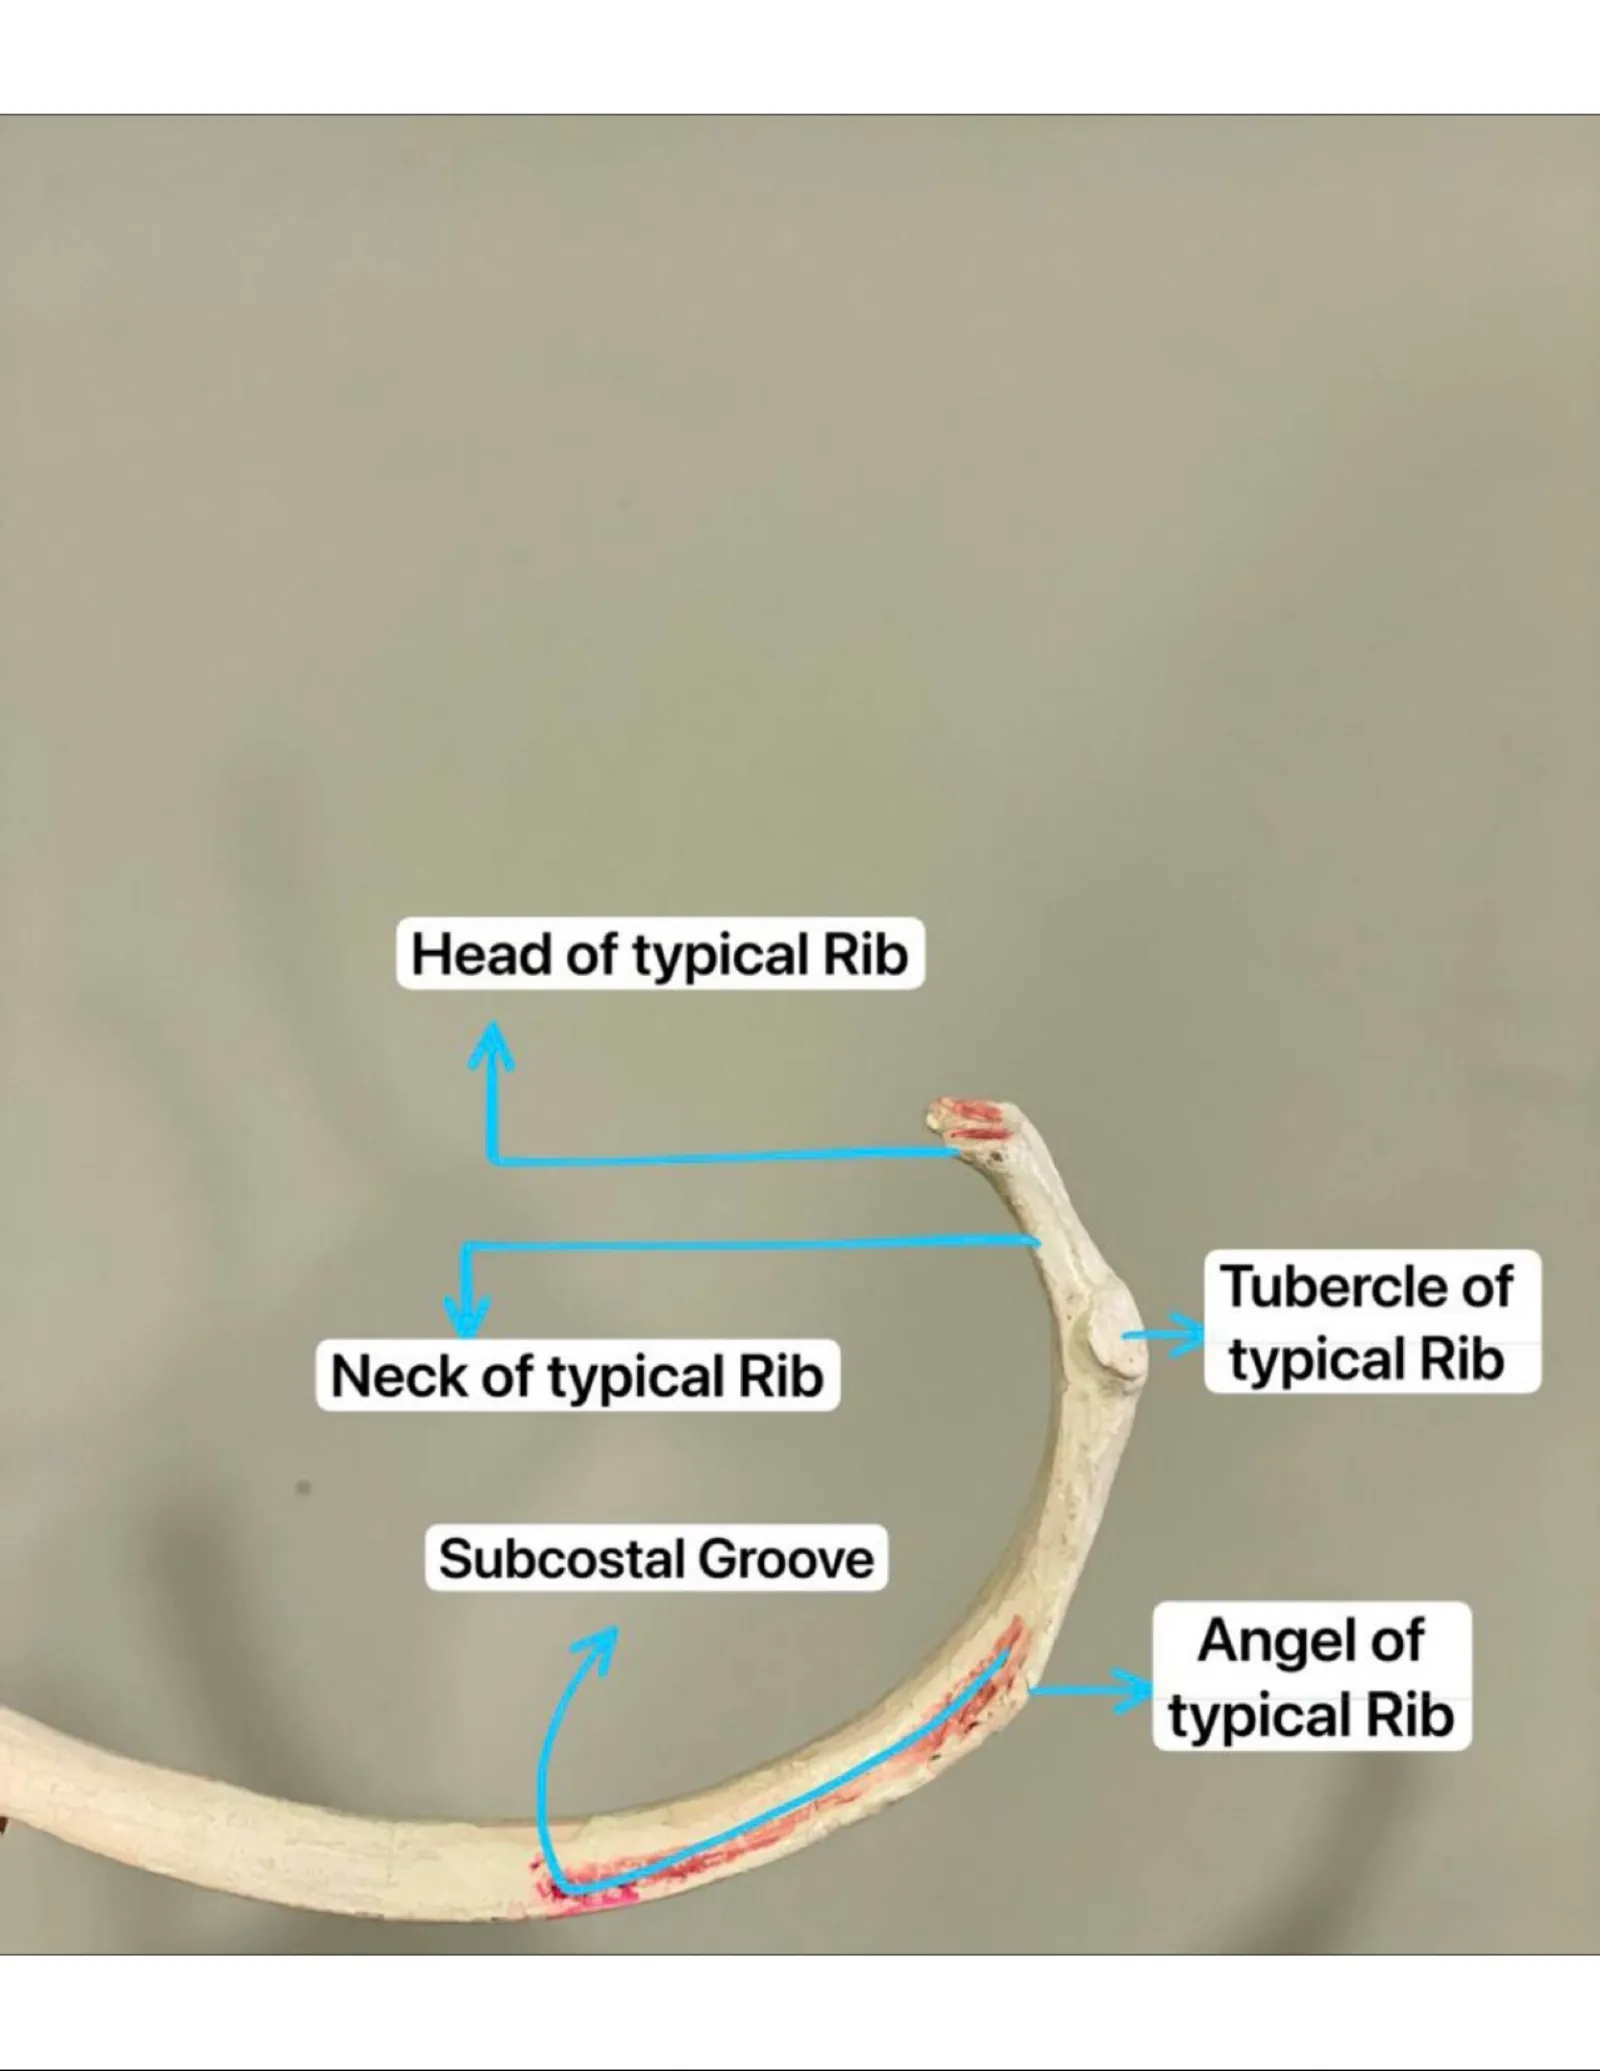 Head of typical Rib
Tubercle of
typical Rib
Neck of typical Rib
Subcostal Groove
Angel of
typical Rib